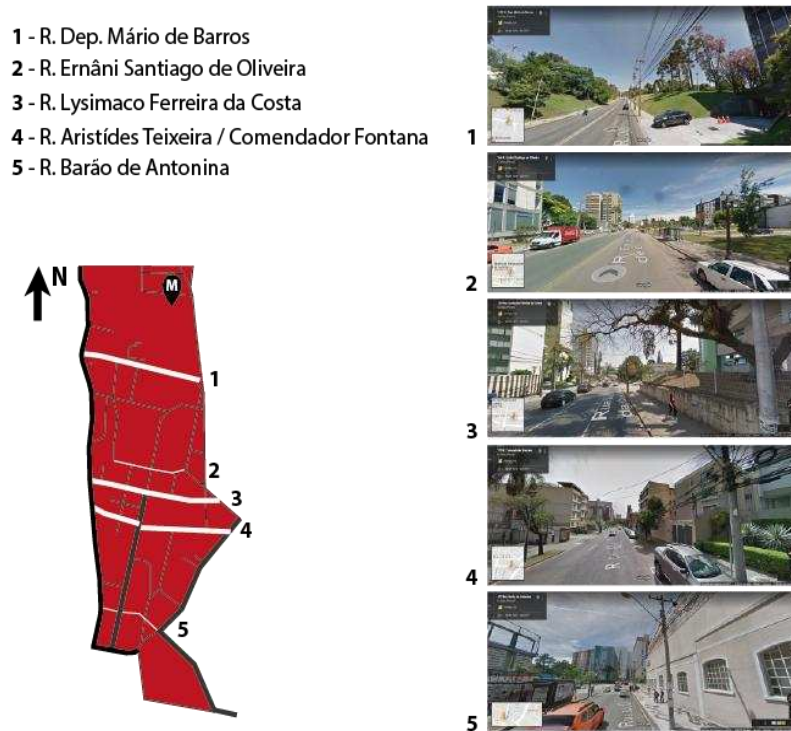 1 - R. Dep. Mário de Barros
2 - R. Ernâni Santiago de Oliveira
3 - R. Lysimaco Ferreira da Costa
4 - R. Aristídes Teixeira / Comendador Fontana
5 - R. Barão de Antonina
N
M
1
2
3
4
5
1
2
3
4
5